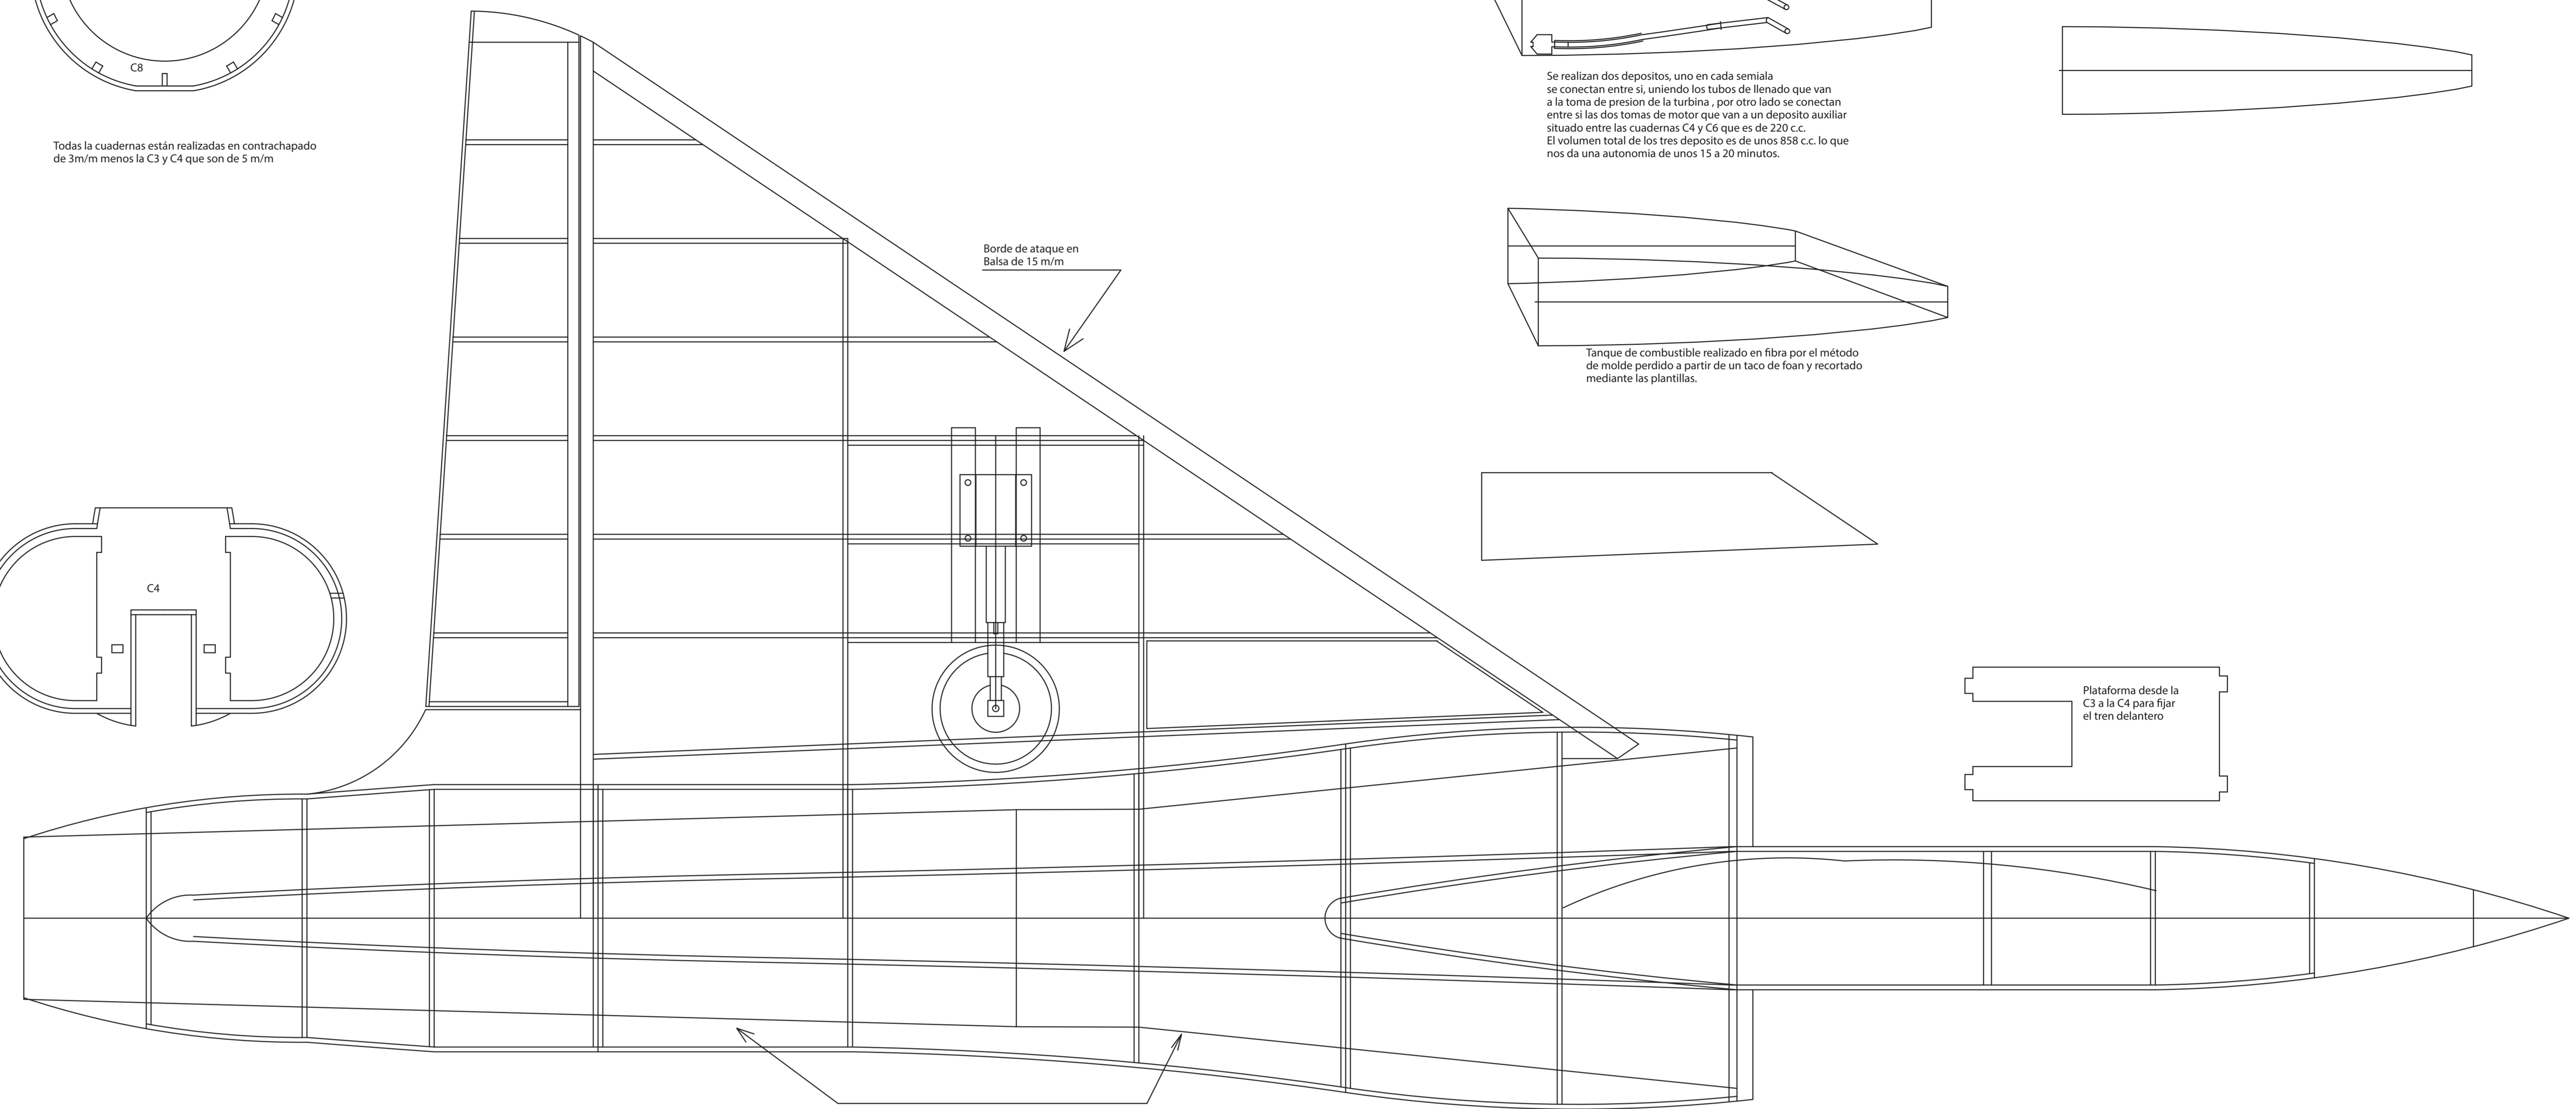 C8
Todas la cuadernas están realizadas en contrachapado
de 3m/m menos la C3 y C4 que son de 5 m/m
Se realizan dos depositos, uno en cada semiala
se conectan entre si, uniendo los tubos de llenado que van
a la toma de presion de la turbina , por otro lado se conectan
entre si las dos tomas de motor que van a un deposito auxiliar
situado entre las cuadernas C4 y C6 que es de 220 c.c.
El volumen total de los tres deposito es de unos 858 c.c. lo que
nos da una autonomia de unos 15 a 20 minutos.
Borde de ataque en
Balsa de 15 m/m
Tanque de combustible realizado en fibra por el método
de molde perdido a partir de un taco de foan y recortado
mediante las plantillas.
C4
Plataforma desde la
C3 a la C4 para fijar
el tren delantero